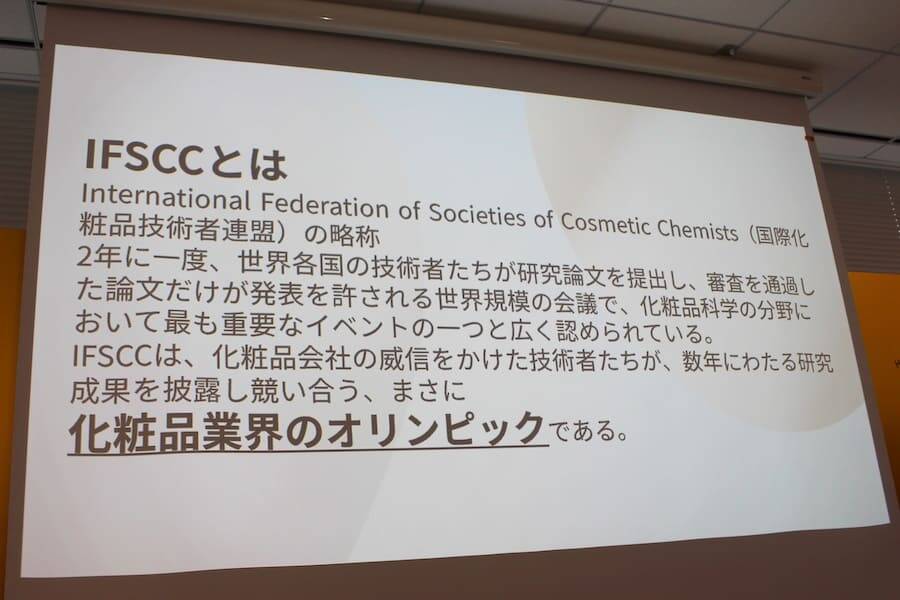 IFSCCとは
International Federation of Societies of Cosmetic Chemists（国際化
粧品技術者連盟）の略称
2年に一度、世界各国の技術者たちが研究論文を提出し、審査を通過し
た論文だけが発表を許される世界規模の会議で、化粧品科学の分野に
おいて最も重要なイベントの一つと広く認められている。
IFSCCは、化粧品会社の威信をかけた技術者たちが、数年にわたる研究
成果を披露し競い合う、まさに
化粧品業界のオリンピックである。